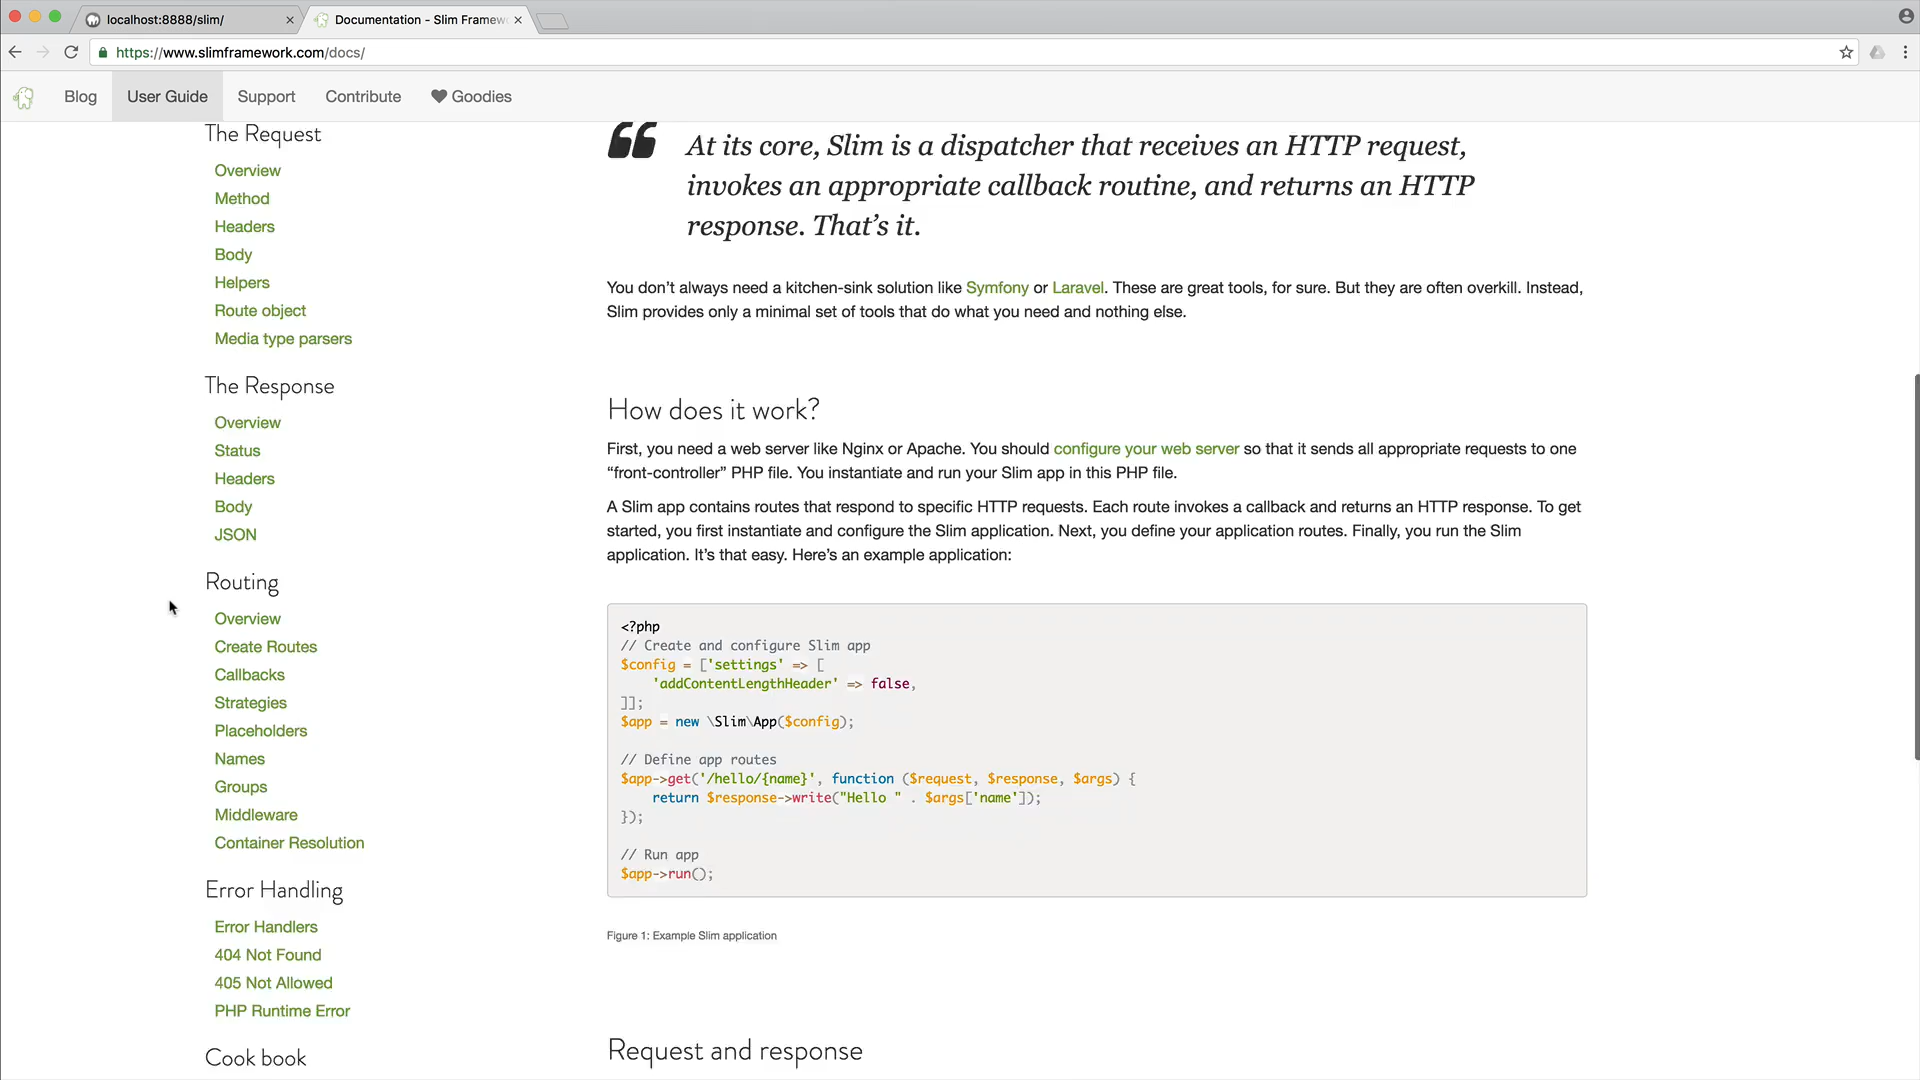 localhost:8888/slim/
Documentation - Slim Framew
https://www.slimframework.com/docs/
Blog
User Guide
Support
Contribute
Goodies
The Request
Overview
Method
Headers
Body
Helpers
Route object
Media type parsers
The Response
Overview
Status
Headers
Body
JSON
Routing
Overview
Create Routes
Callbacks
Strategies
Placeholders
Names
Groups
Middleware
Container Resolution
Error Handling
Error Handlers
404 Not Found
405 Not Allowed
PHP Runtime Error
Cook book
“ At its core, Slim is a dispatcher that receives an HTTP request,
invokes an appropriate callback routine, and returns an HTTP
response. That’s it.
You don’t always need a kitchen-sink solution like Symfony or Laravel. These are great tools, for sure. But they are often overkill. Instead,
Slim provides only a minimal set of tools that do what you need and nothing else.
How does it work?
First, you need a web server like Nginx or Apache. You should configure your web server so that it sends all appropriate requests to one
“front-controller” PHP file. You instantiate and run your Slim app in this PHP file.
A Slim app contains routes that respond to specific HTTP requests. Each route invokes a callback and returns an HTTP response. To get
started, you first instantiate and configure the Slim application. Next, you define your application routes. Finally, you run the Slim
application. It’s that easy. Here’s an example application:
<?php
// Create and configure Slim app
$config = ['settings' => [
    'addContentLengthHeader' => false,
]];
$app = new \Slim\App($config);
// Define app routes
$app->get('/hello/{name}', function ($request, $response, $args) {
    return $response->write("Hello " . $args['name']);
});
// Run app
$app->run();
Figure 1: Example Slim application
Request and response